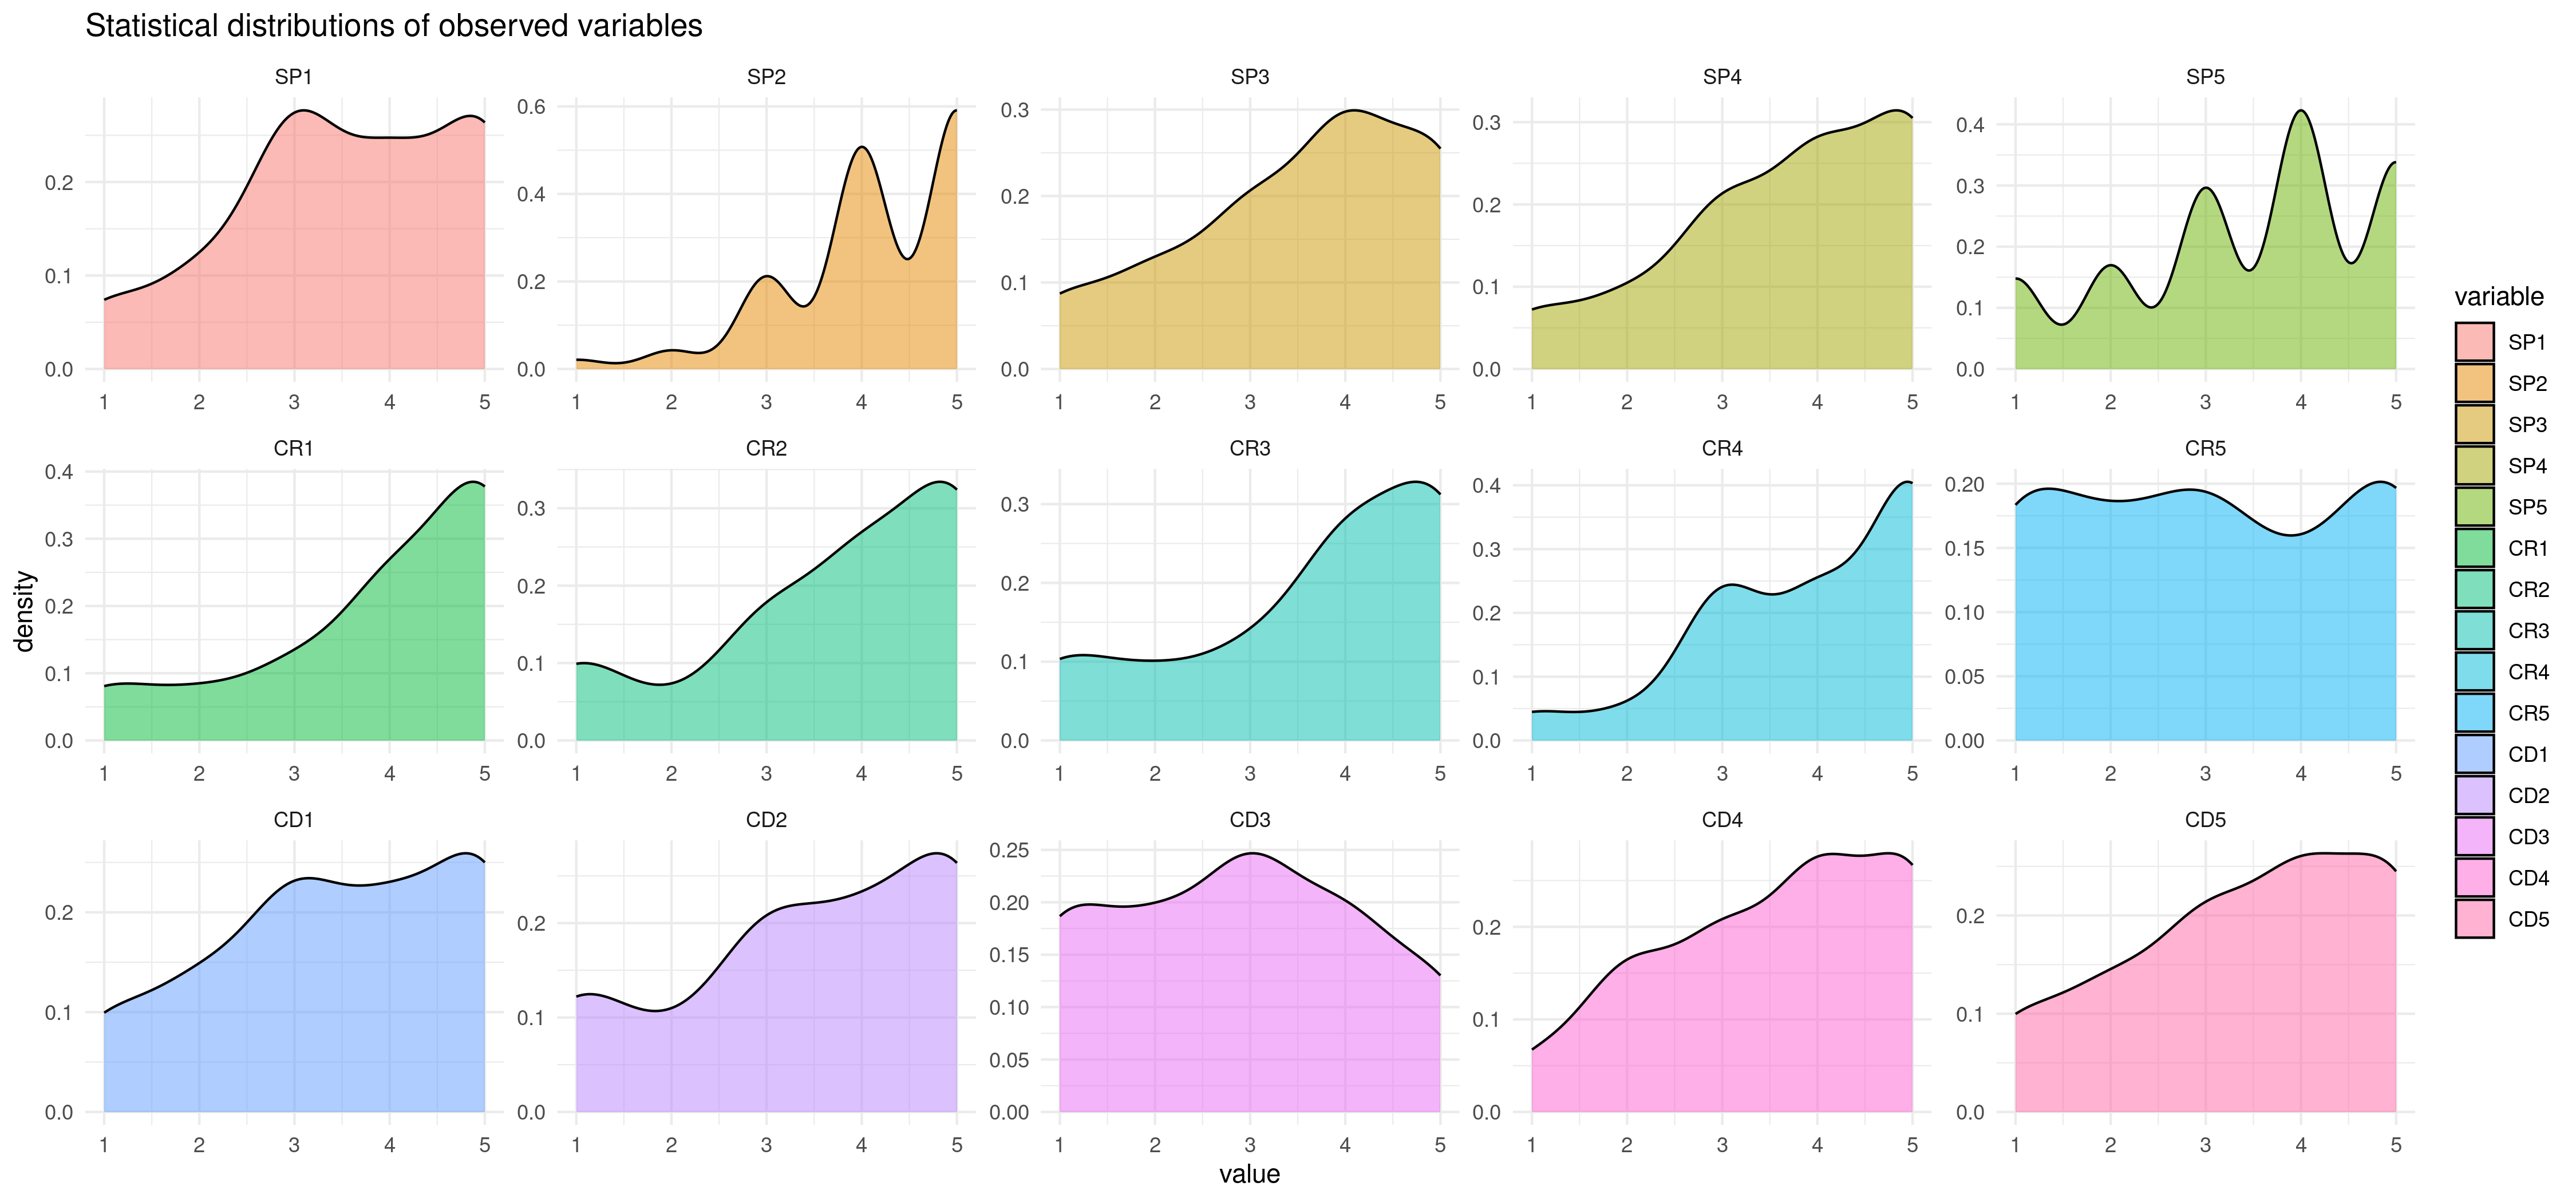 Statistical distributions of observed variables
SP1 SP2 SP3 SP4 SP5
0.2
0.1
0.0
1 2 3 4 5
0.6
0.4
0.2
0.0
1 2 3 4 5
0.3
0.2
0.1
0.0
1 2 3 4 5
0.3
0.2
0.1
0.0
1 2 3 4 5
0.4
0.3
0.2
0.1
0.0
1 2 3 4 5
density
CR1 CR2 CR3 CR4 CR5
0.4
0.3
0.2
0.1
0.0
1 2 3 4 5
0.3
0.2
0.1
0.0
1 2 3 4 5
0.3
0.2
0.1
0.0
1 2 3 4 5
0.4
0.3
0.2
0.1
0.0
1 2 3 4 5
0.20
0.15
0.10
0.05
0.00
1 2 3 4 5
CD1 CD2 CD3 CD4 CD5
0.2
0.1
0.0
1 2 3 4 5
0.2
0.1
0.0
1 2 3 4 5
0.25
0.20
0.15
0.10
0.05
0.00
1 2 3 4 5
0.2
0.1
0.0
1 2 3 4 5
0.2
0.1
0.0
1 2 3 4 5
value
variable
SP1
SP2
SP3
SP4
SP5
CR1
CR2
CR3
CR4
CR5
CD1
CD2
CD3
CD4
CD5